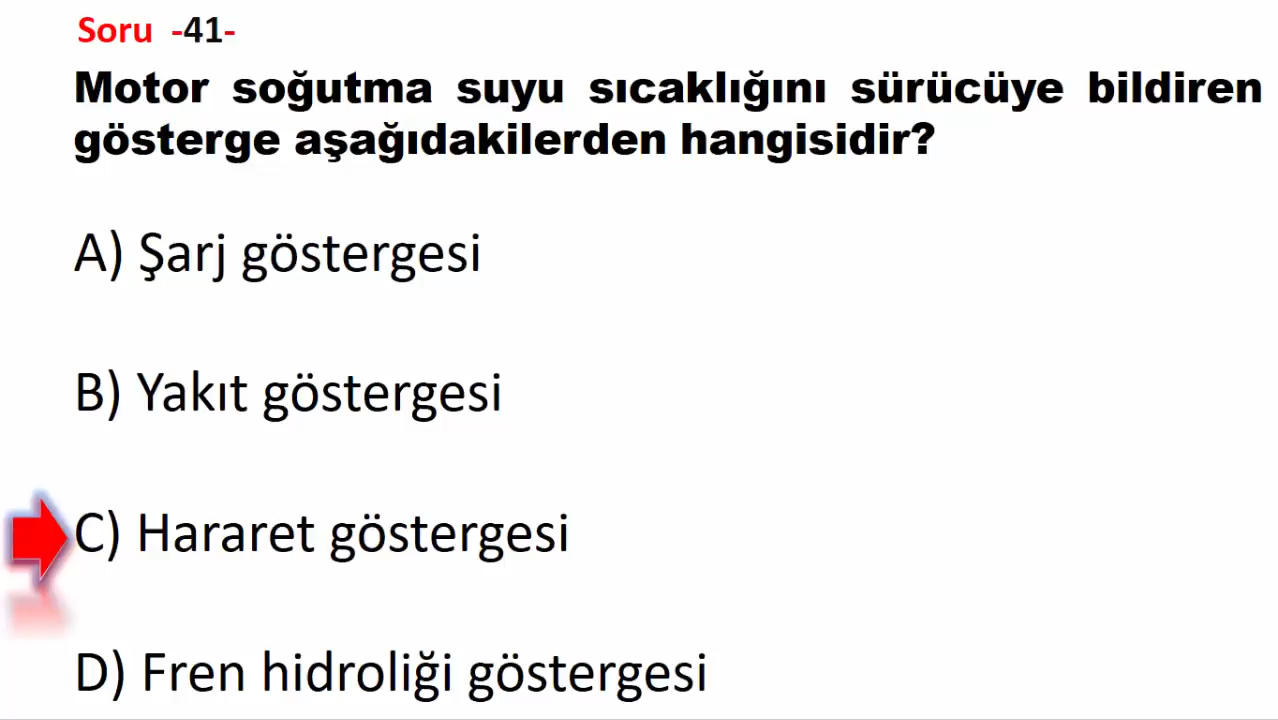 Soru -41-
Motor soğutma suyu sıcaklığını sürücüye bildiren
gösterge aşağıdakilerden hangisidir?
A) Şarj göstergesi
B) Yakıt göstergesi
C) Hararet göstergesi
D) Fren hidroliği göstergesi